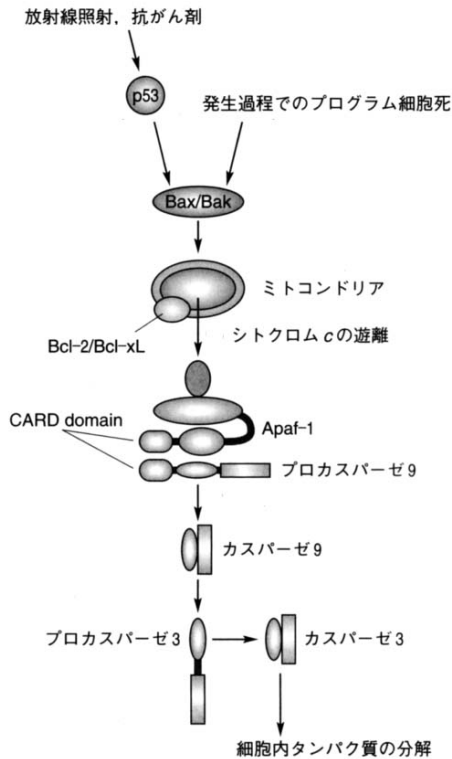 放射線照射，抗がん剤
p53
発生過程でのプログラム細胞死
Bax/Bak
ミトコンドリア
Bcl-2/Bcl-xL
シトクロムcの遊離
CARD domain
Apaf-1
プロカスパーゼ9
カスパーゼ9
プロカスパーゼ3
カスパーゼ3
細胞内タンパク質の分解